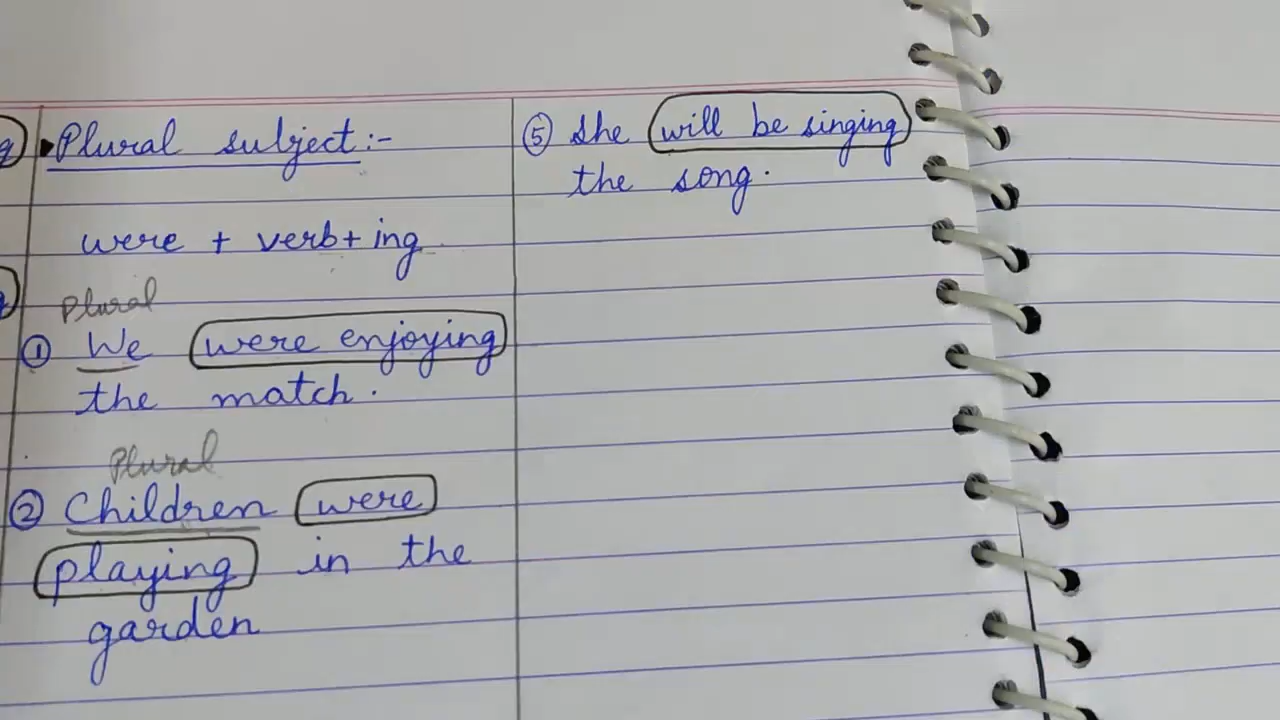 Plural subject:-
were + verb + ing
Plural
① We were enjoying
the match.
Plural
② Children were
playing in the
garden
⑤ She will be singing
the song.